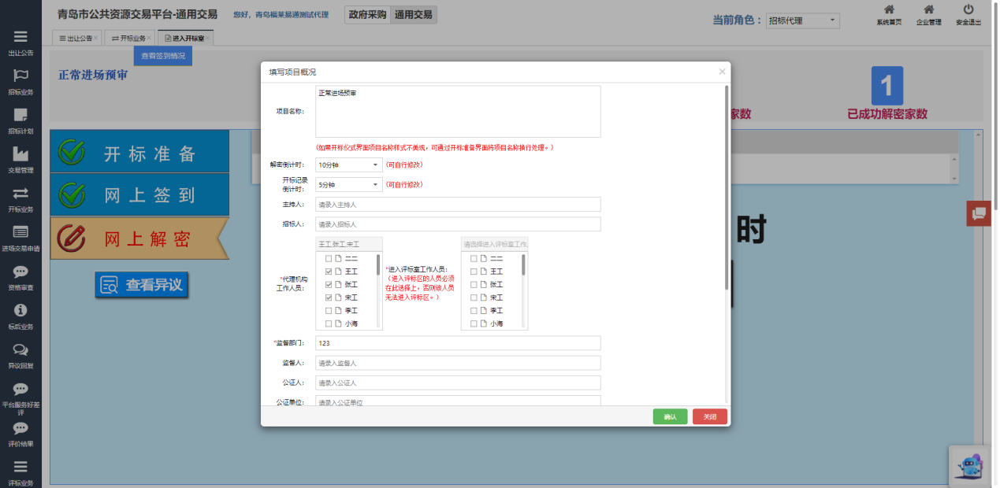 青岛市公共资源交易平台-通用交易
您好，青岛福莱易通测试代理
政府采购 通用交易
当前角色：
招标代理
系统首页 企业管理 安全退出
出让公告
开标业务
进入开标室
查看签到情况
出让公告
招标业务
招标计划
交易管理
开标业务
进场交易申请
资格审查
标后业务
异议回复
平台服务好差评
评价结果
评标业务
正常进场预审
1
家数
已成功解密家数
开标准备
网上签到
网上解密
查看异议
时
填写项目概况
项目名称：
正常进场预审
(如果开标仪式界面项目名称样式不美观，可通过开标准备界面将项目名称换行处理。)
解密倒计时：
10分钟
(可自行修改)
开标记录
倒计时：
5分钟
(可自行修改)
主持人：
请录入主持人
招标人：
请录入招标人
*代理机构
工作人员：
王工,张工,宋工
二二
王工
张工
宋工
李工
小海
*进入评标室工作人员：
（进入评标区的人员必须
在此选择上，否则该人员
无法进入评标区。）
请选择进入评标室工作
二二
王工
张工
宋工
李工
小海
*监督部门：
123
监督人：
请录入监督人
公证人：
请录入公证人
公证单位：
请录入公证单位
确认
关闭